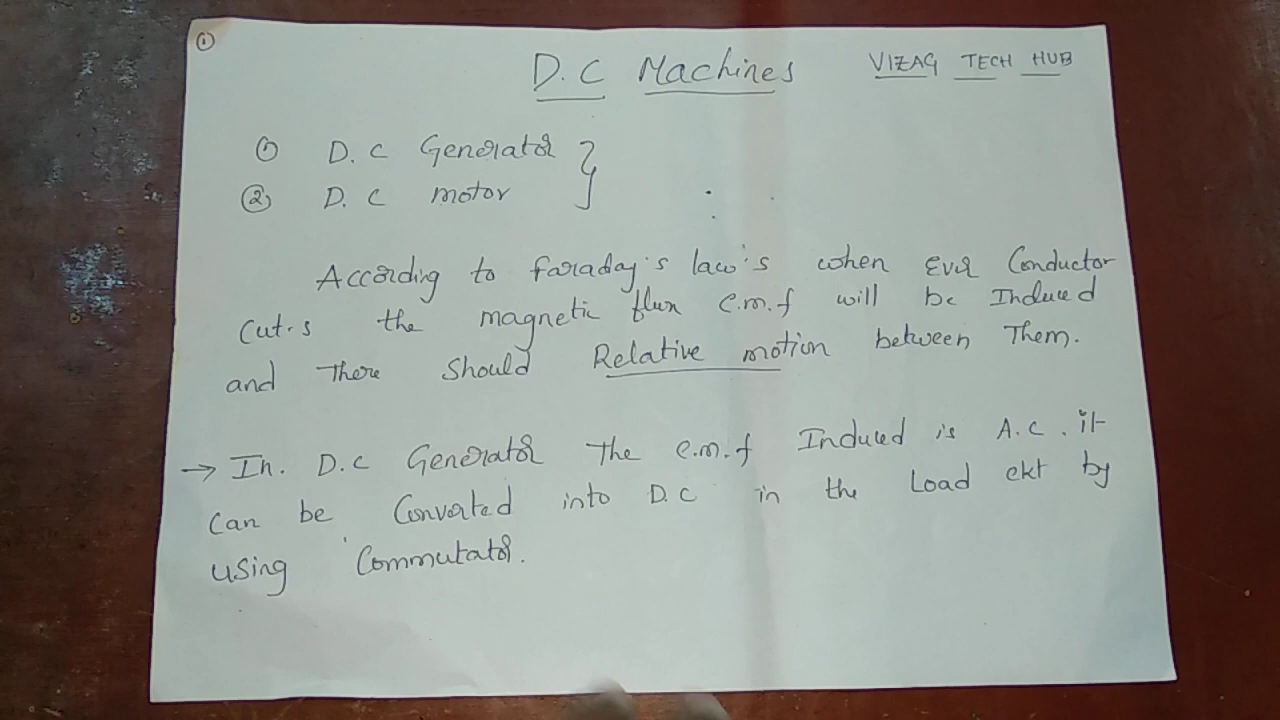 ①
D.C Machines
VIZAG TECH HUB
① D.C Generator
② D.C motor
According to faraday's law's when ever Conductor
cut.s the magnetic flux e.m.f will be Induced
and There should Relative motion between Them.
→ In. D.C Generator The e.m.f Induced is A.C. it
can be Converted into D.C in the Load ckt by
using Commutator.